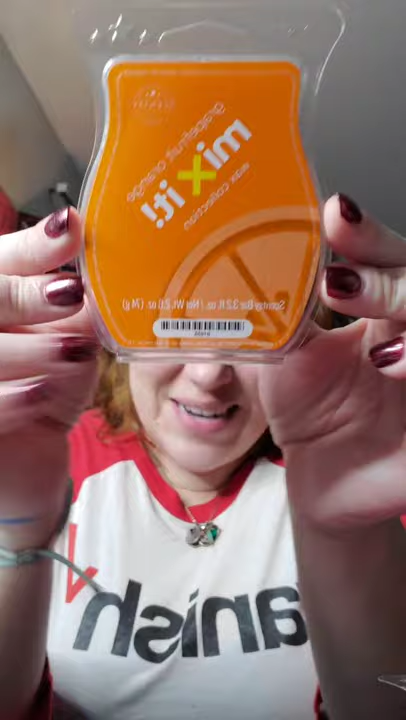 grapefruit orange
mix it!
wax collection
Scentsy Bar 3.2 fl. oz. / Net Wt 2.6 oz. (74 g)
anish